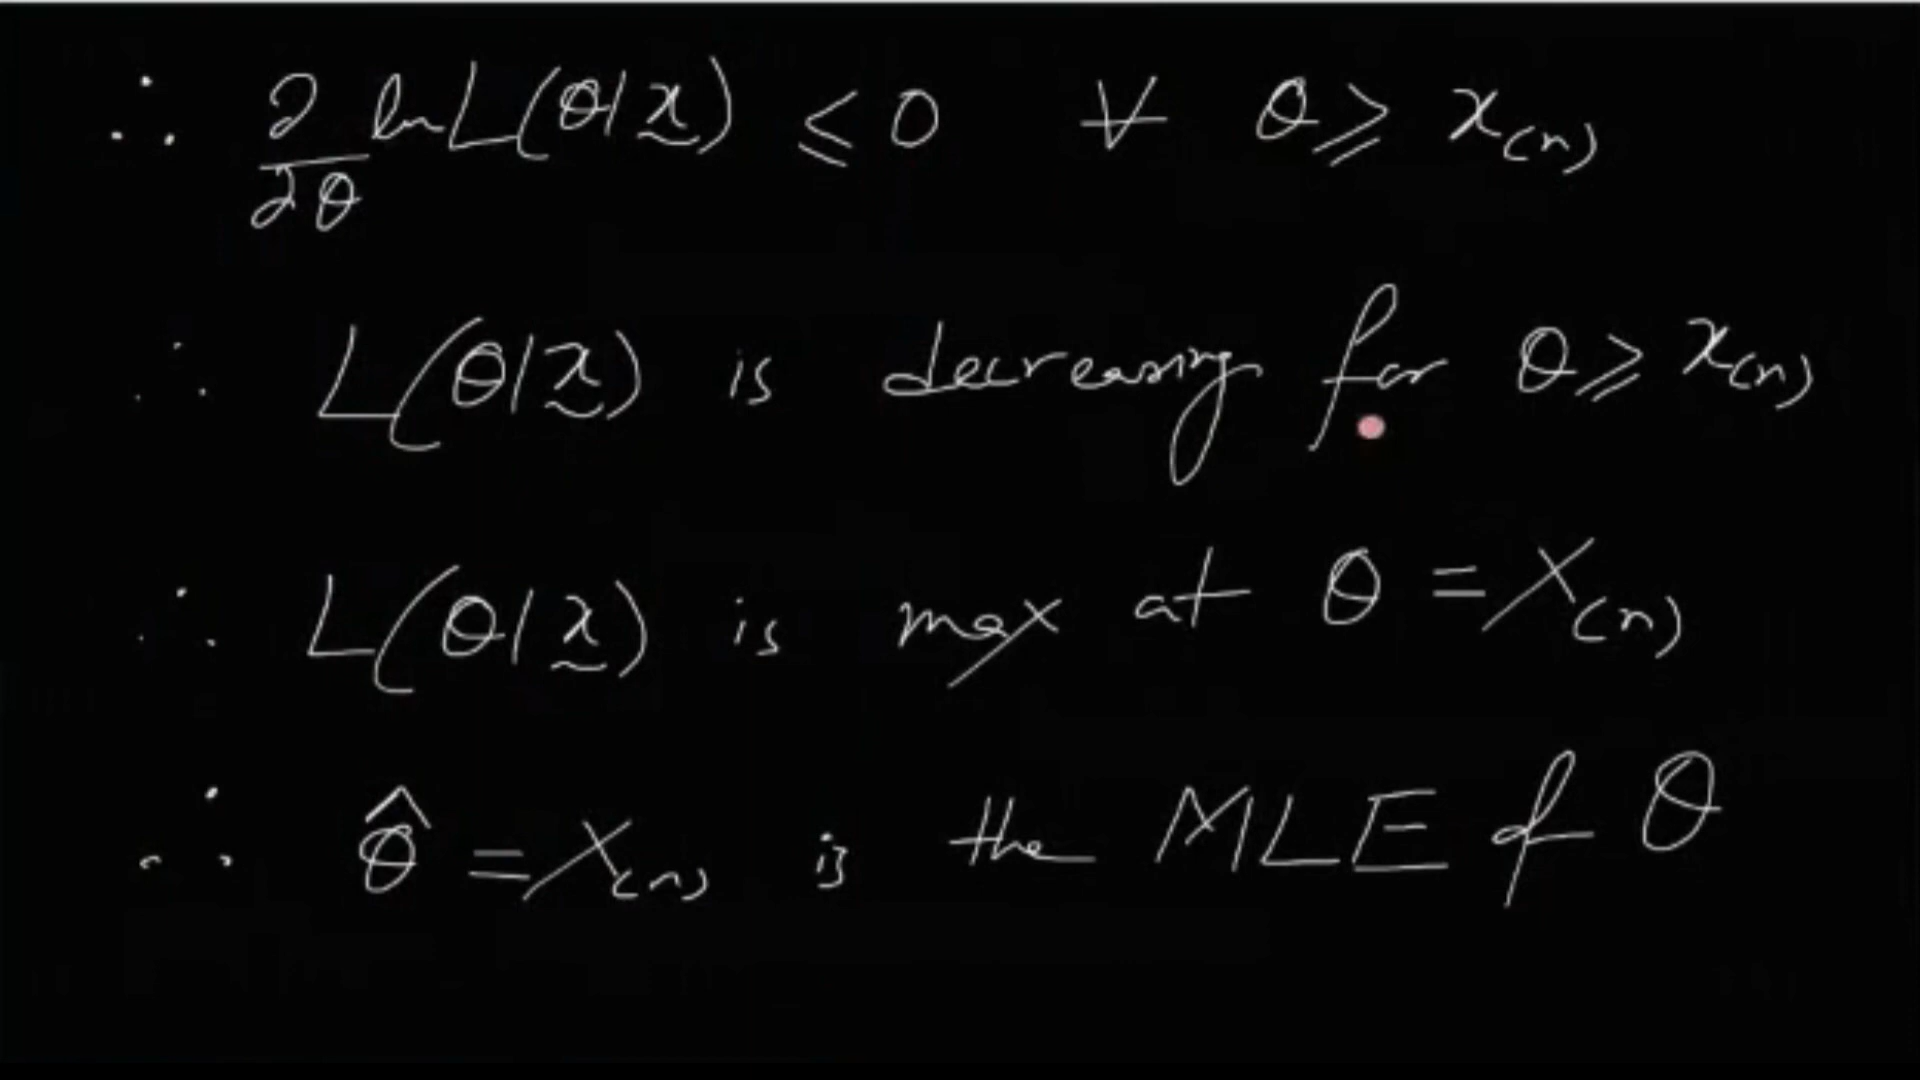 ∴ ∂/∂θ ln L(θ|x̰) ≤ 0 ∀ θ ⩾ x₍ₙ₎
∴ L(θ|x̰) is decreasing for θ ⩾ x₍ₙ₎
∴ L(θ|x̰) is max at θ = X₍ₙ₎
∴ θ̂ = X₍ₙ₎ is the MLE of θ